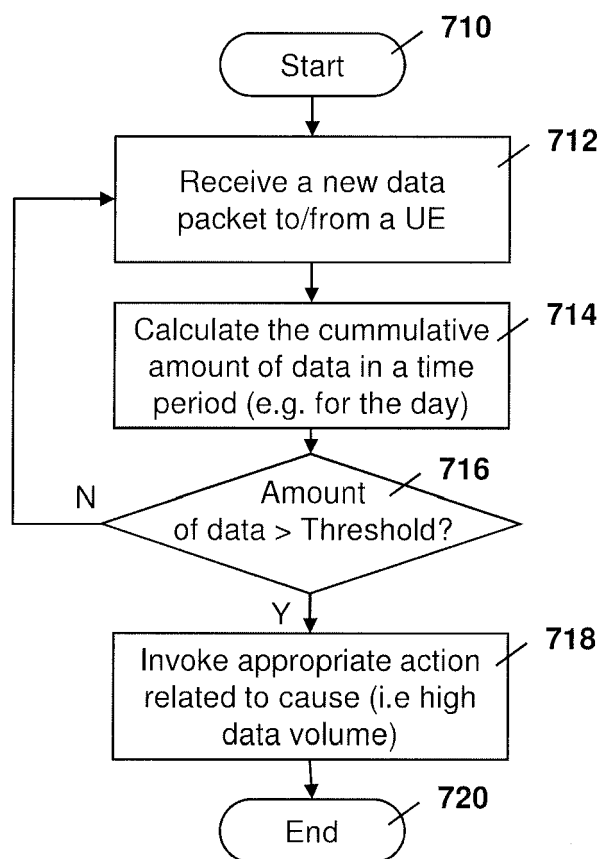 710
Start
712
Receive a new data
packet to/from a UE
714
Calculate the cummulative
amount of data in a time
period (e.g. for the day)
716
Amount
of data > Threshold?
N
Y
718
Invoke appropriate action
related to cause (i.e high
data volume)
720
End